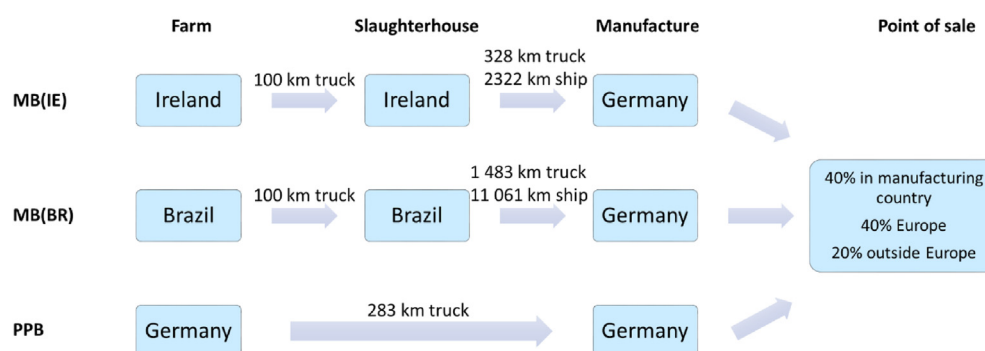 Farm Slaughterhouse Manufacture Point of sale
328 km truck
100 km truck 2322 km ship
MB(IE) Ireland Ireland Germany
1 483 km truck
100 km truck 11 061 km ship
MB(BR) Brazil Brazil Germany
40% in manufacturing
country
40% Europe
20% outside Europe
283 km truck
PPB Germany Germany